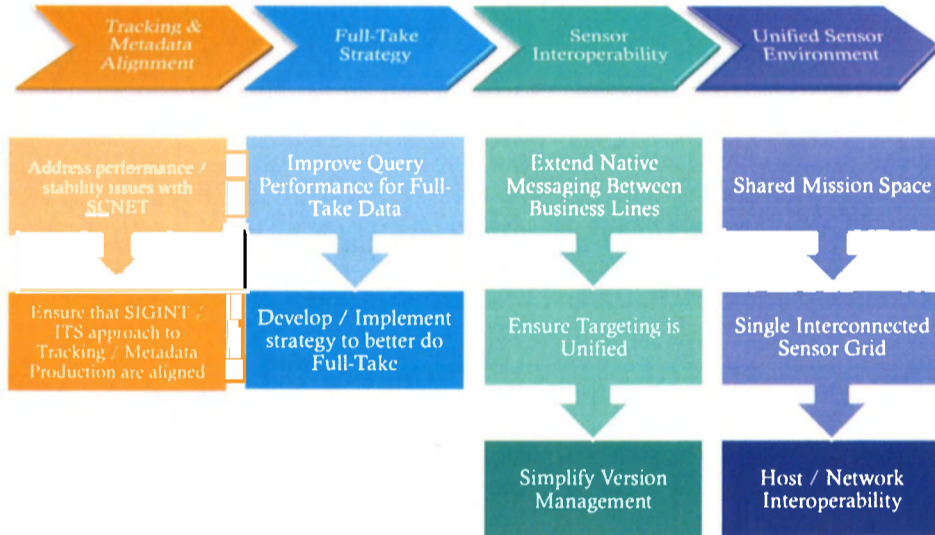 Tracking &
Metadata
Alignment
Full-Take
Strategy
Sensor
Interoperability
Unified Sensor
Environment
Address performance /
stability issues with
SCNET
Ensure that SIGINT /
ITS approach to
Tracking / Metadata
Production are aligned
Improve Query
Performance for Full-
Take Data
Develop / Implement
strategy to better do
Full-Take
Extend Native
Messaging Between
Business Lines
Ensure Targeting is
Unified
Simplify Version
Management
Shared Mission Space
Single Interconnected
Sensor Grid
Host / Network
Interoperability